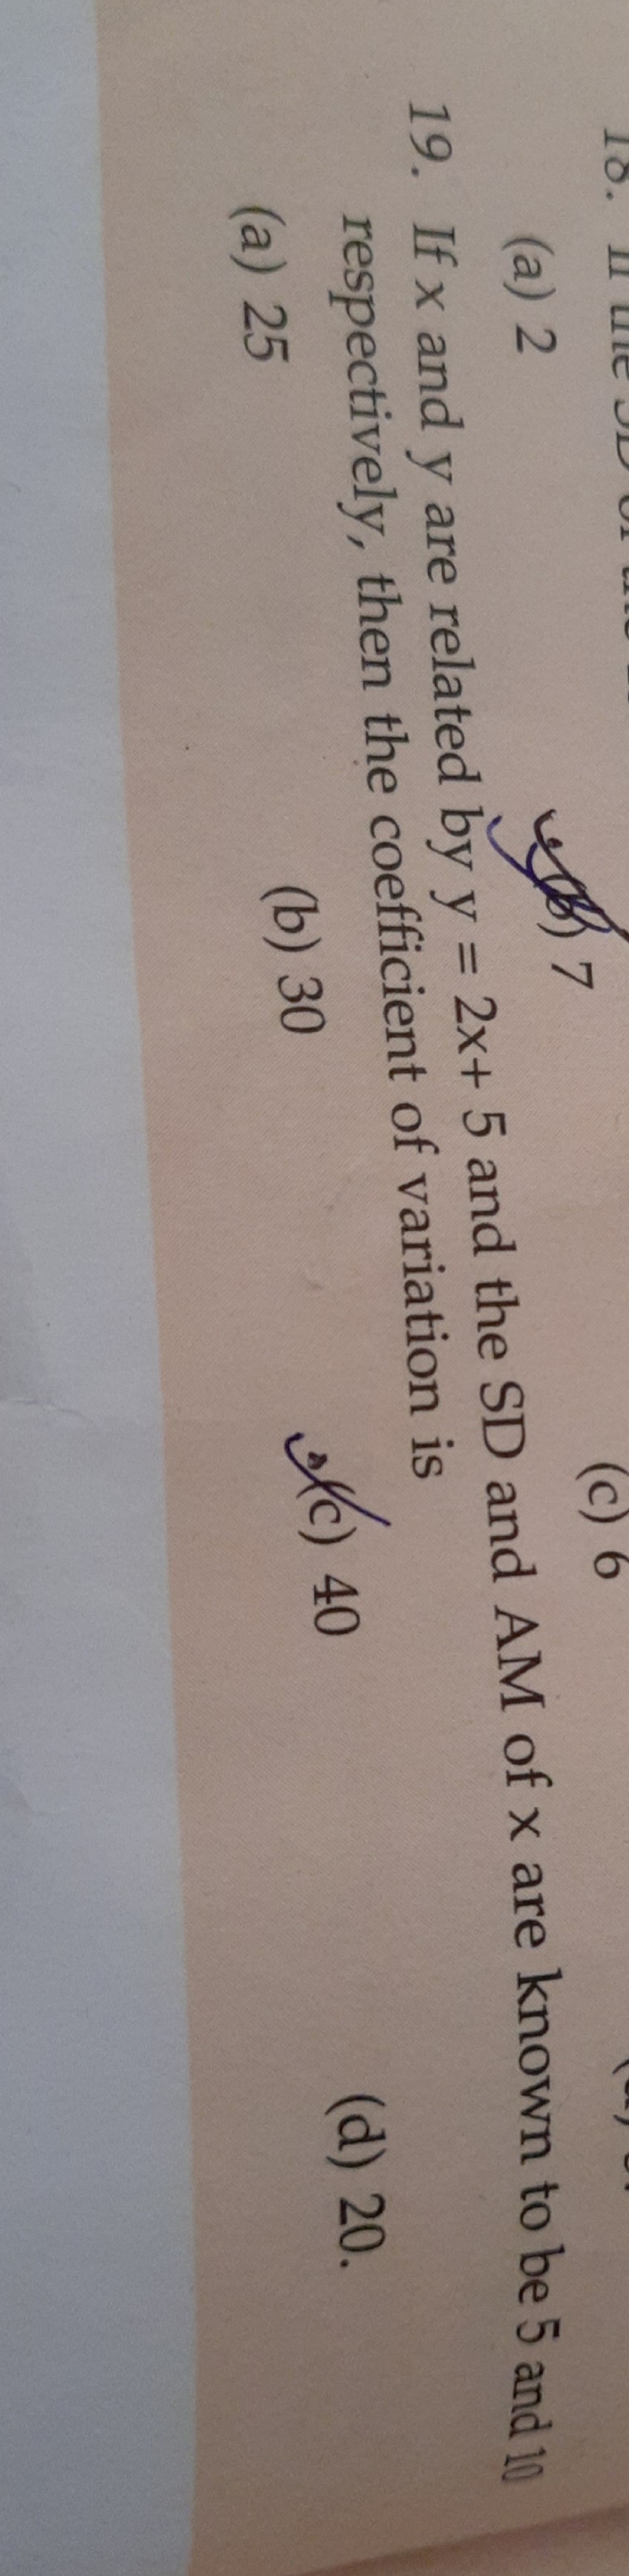 18.
(a) 2 (b) 7 (c) 6
19. If x and y are related by y = 2x+ 5 and the SD and AM of x are known to be 5 and 10
respectively, then the coefficient of variation is
(a) 25 (b) 30 (c) 40 (d) 20.